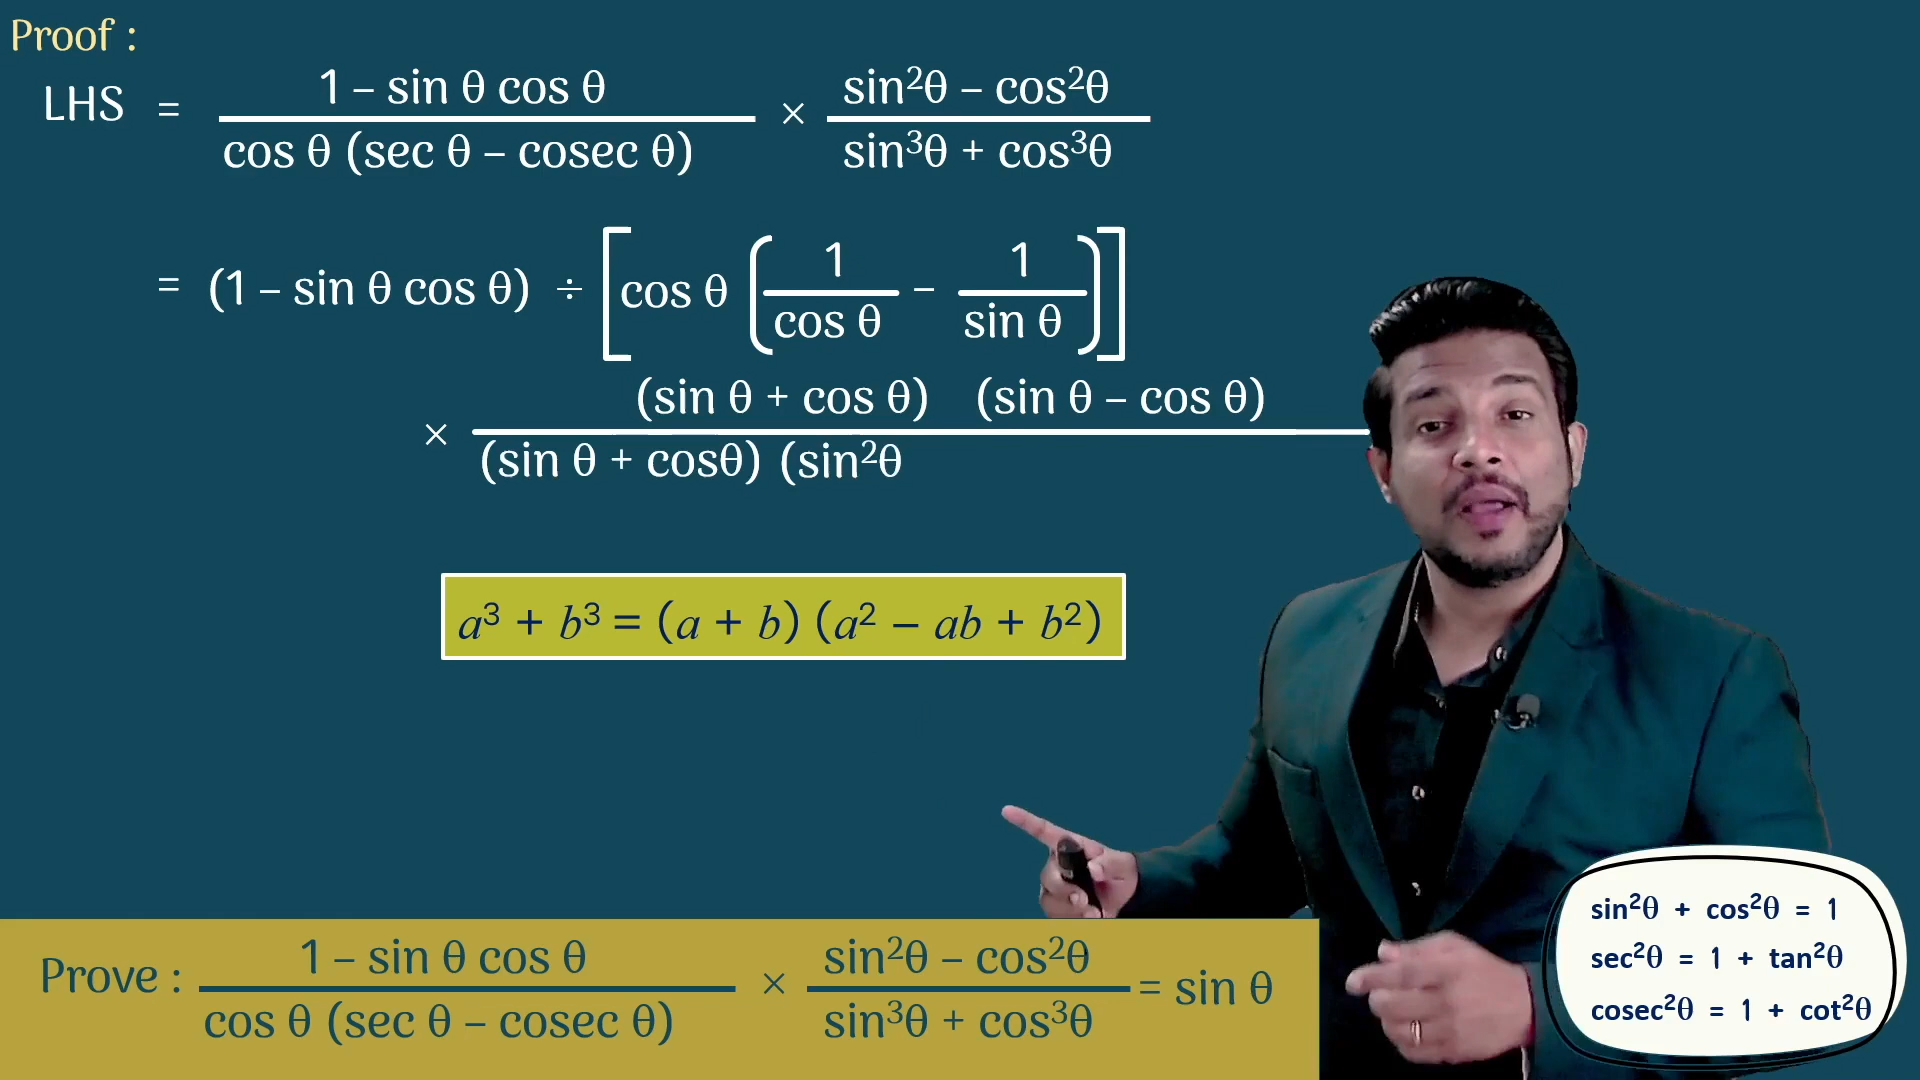 Proof :
LHS = 1 – sin θ cos θ / cos θ (sec θ – cosec θ) × sin²θ – cos²θ / sin³θ + cos³θ
= (1 – sin θ cos θ) ÷ [cos θ (1 / cos θ – 1 / sin θ)]
× (sin θ + cos θ) (sin θ – cos θ) / (sin θ + cosθ) (sin²θ
a³ + b³ = (a + b) (a² – ab + b²)
Prove : 1 – sin θ cos θ / cos θ (sec θ – cosec θ) × sin²θ – cos²θ / sin³θ + cos³θ = sin θ
sin²θ + cos²θ = 1
sec²θ = 1 + tan²θ
cosec²θ = 1 + cot²θ